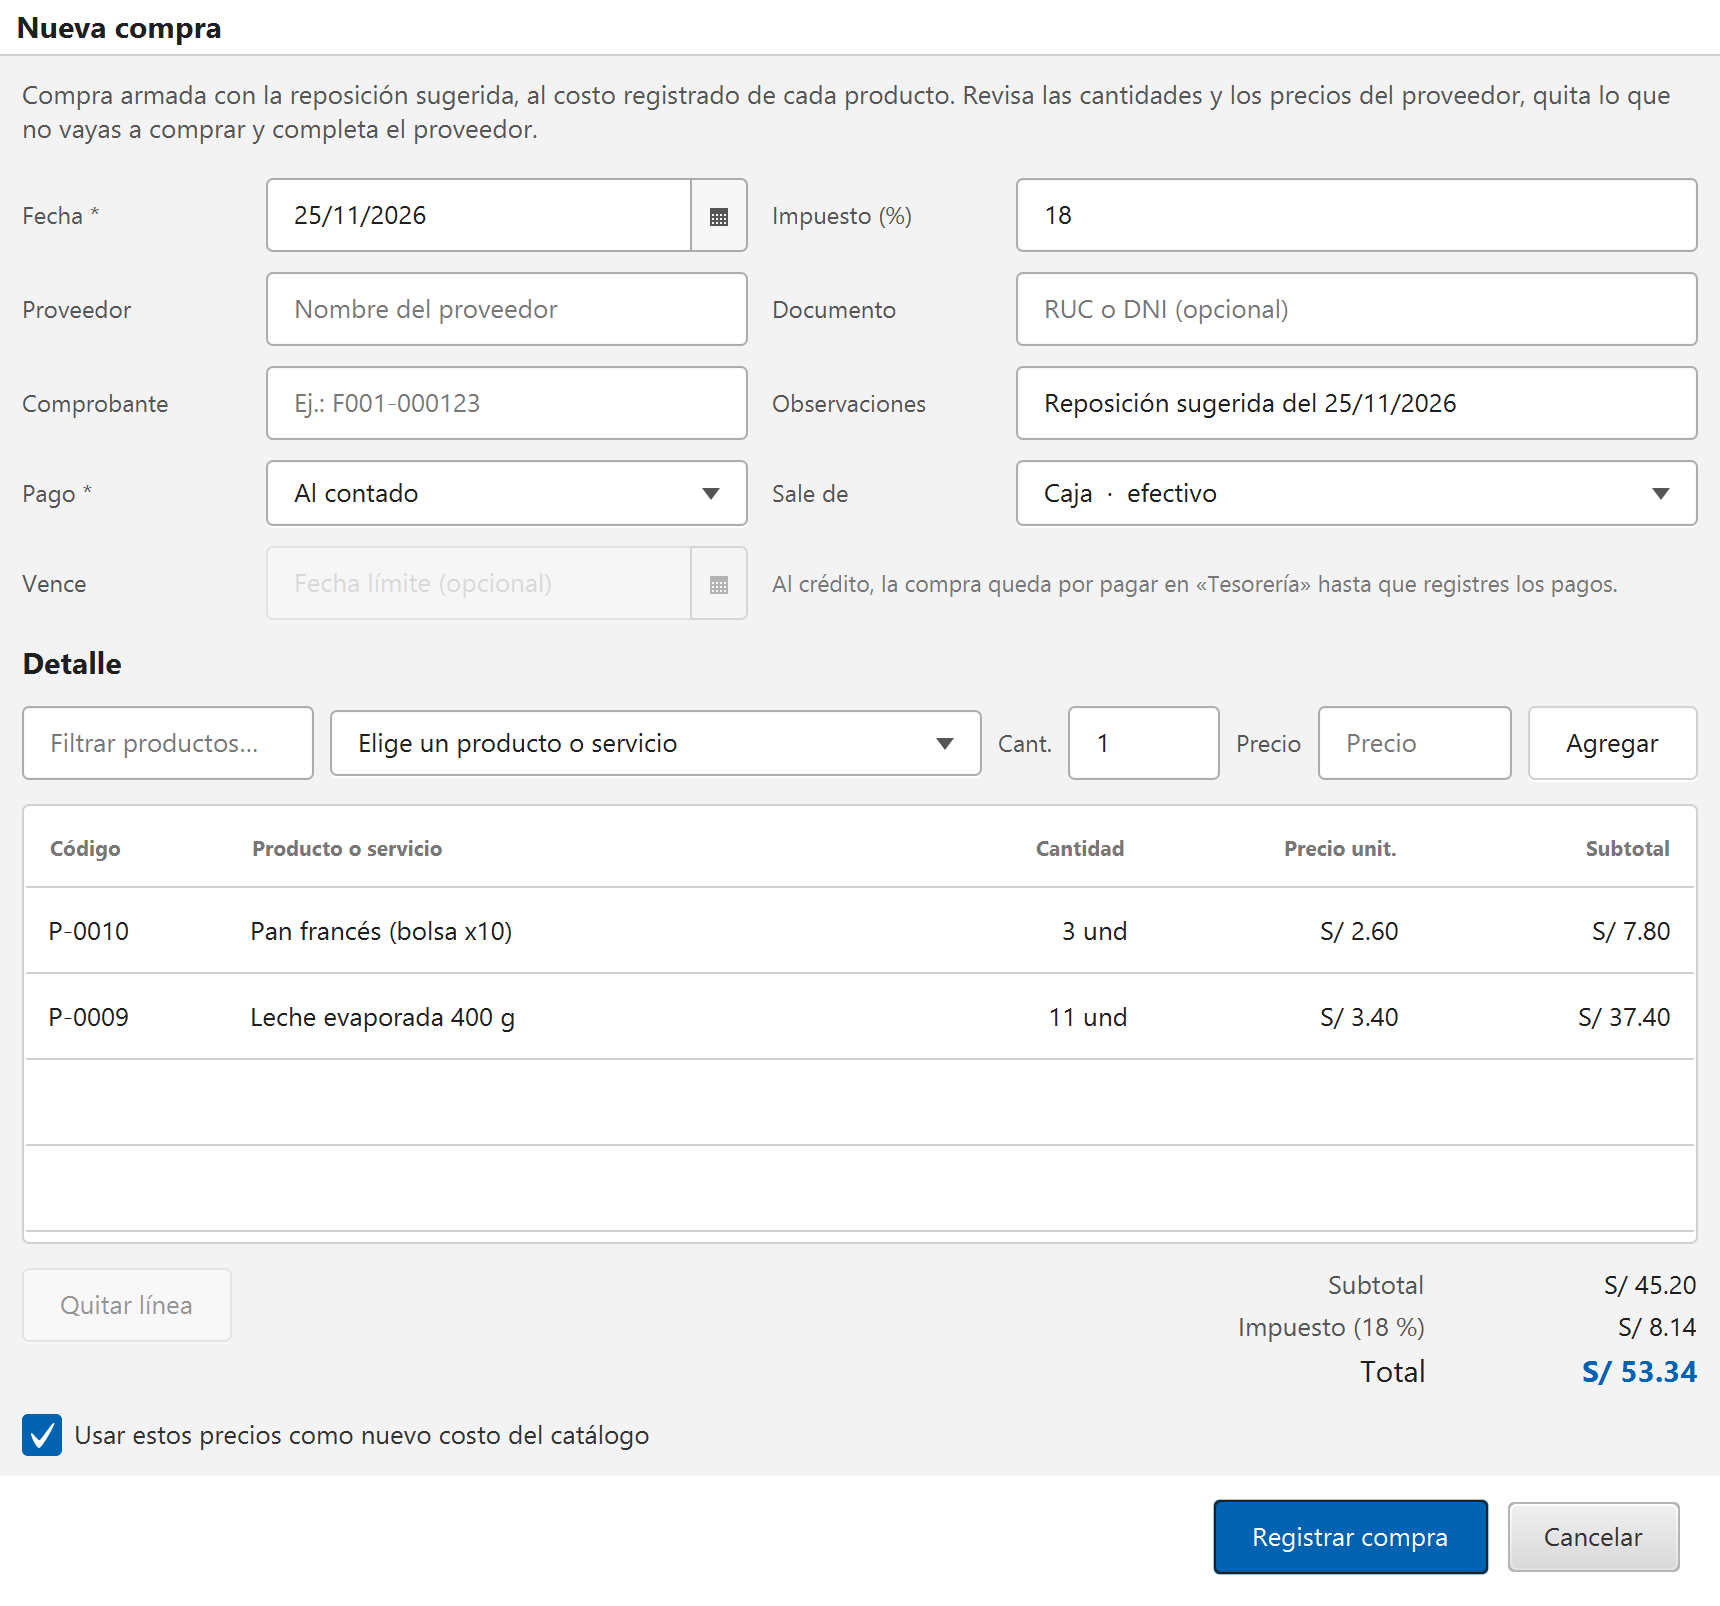 Nueva compra
Compra armada con la reposición sugerida, al costo registrado de cada producto. Revisa las cantidades y los precios del proveedor, quita lo que
no vayas a comprar y completa el proveedor.
Fecha * 25/11/2026 Impuesto (%) 18
Proveedor Nombre del proveedor Documento RUC o DNI (opcional)
Comprobante Ej.: F001-000123 Observaciones Reposición sugerida del 25/11/2026
Pago * Al contado Sale de Caja · efectivo
Vence Fecha límite (opcional) Al crédito, la compra queda por pagar en «Tesorería» hasta que registres los pagos.
Detalle
Filtrar productos... Elige un producto o servicio Cant. 1 Precio Precio Agregar
Código Producto o servicio Cantidad Precio unit. Subtotal
P-0010 Pan francés (bolsa x10) 3 und S/ 2.60 S/ 7.80
P-0009 Leche evaporada 400 g 11 und S/ 3.40 S/ 37.40
Quitar línea Subtotal S/ 45.20
Impuesto (18 %) S/ 8.14
Total S/ 53.34
Usar estos precios como nuevo costo del catálogo
Registrar compra Cancelar